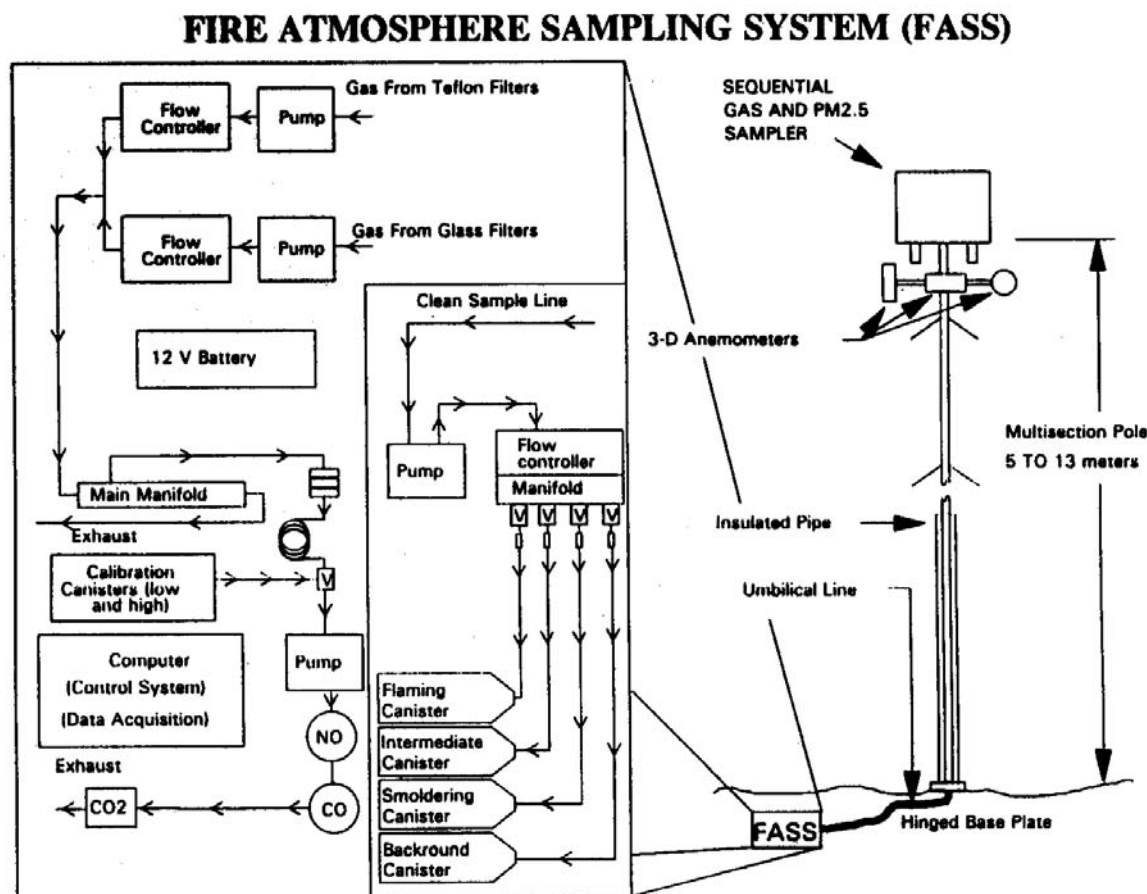 FIRE ATMOSPHERE SAMPLING SYSTEM (FASS)
Gas From Teflon Filters
Flow
Controller
Pump
Gas From Glass Filters
Flow
Controller
Pump
Clean Sample Line
12 V Battery
Pump
Flow
controller
Manifold
V
V
V
V
Main Manifold
Exhaust
Calibration
Canisters (low
and high)
V
Computer
(Control System)
(Data Acquisition)
Pump
NO
CO
CO2
Exhaust
Flaming
Canister
Intermediate
Canister
Smoldering
Canister
Backround
Canister
SEQUENTIAL
GAS AND PM2.5
SAMPLER
3-D Anemometers
Multisection Pole
5 TO 13 meters
Insulated Pipe
Umbilical Line
FASS
Hinged Base Plate